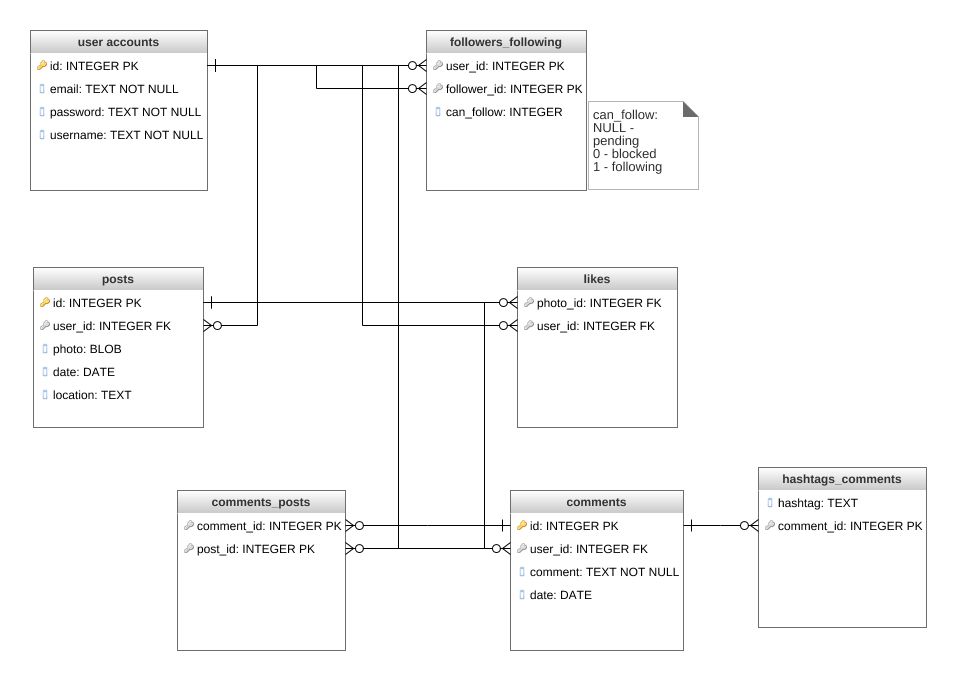 user accounts
id: INTEGER PK
email: TEXT NOT NULL
password: TEXT NOT NULL
username: TEXT NOT NULL
followers_following
user_id: INTEGER PK
follower_id: INTEGER PK
can_follow: INTEGER
can_follow:
NULL -
pending
0 - blocked
1 - following
posts
id: INTEGER PK
user_id: INTEGER FK
photo: BLOB
date: DATE
location: TEXT
likes
photo_id: INTEGER FK
user_id: INTEGER FK
comments_posts
comment_id: INTEGER PK
post_id: INTEGER PK
comments
id: INTEGER PK
user_id: INTEGER FK
comment: TEXT NOT NULL
date: DATE
hashtags_comments
hashtag: TEXT
comment_id: INTEGER PK